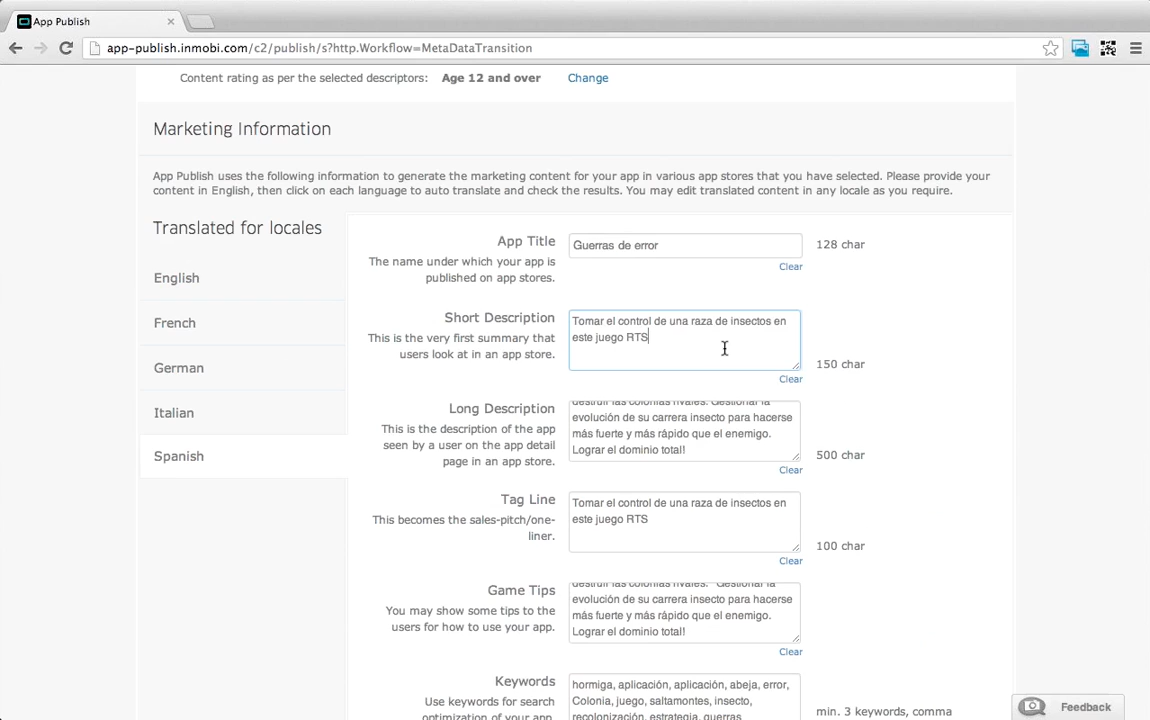 App Publish
app-publish.inmobi.com/c2/publish/s?http.Workflow=MetaDataTransition
Content rating as per the selected descriptors: Age 12 and over Change
Marketing Information
App Publish uses the following information to generate the marketing content for your app in various app stores that you have selected. Please provide your
content in English, then click on each language to auto translate and check the results. You may edit translated content in any locale as you require.
Translated for locales
English
French
German
Italian
Spanish
App Title
The name under which your app is
published on app stores.
Guerras de error
128 char
Clear
Short Description
This is the very first summary that
users look at in an app store.
Tomar el control de una raza de insectos en
este juego RTS
150 char
Clear
Long Description
This is the description of the app
seen by a user on the app detail
page in an app store.
destruir las colonias rivales. Gestionar la
evolución de su carrera insecto para hacerse
más fuerte y más rápido que el enemigo.
Lograr el dominio total!
500 char
Clear
Tag Line
This becomes the sales-pitch/one-
liner.
Tomar el control de una raza de insectos en
este juego RTS
100 char
Clear
Game Tips
You may show some tips to the
users for how to use your app.
destruir las colonias rivales. Gestionar la
evolución de su carrera insecto para hacerse
más fuerte y más rápido que el enemigo.
Lograr el dominio total!
Clear
Keywords
Use keywords for search
optimization of your app.
hormiga, aplicación, aplicación, abeja, error,
Colonia, juego, saltamontes, insecto,
recolonización, estrategia, guerras
min. 3 keywords, comma
Feedback